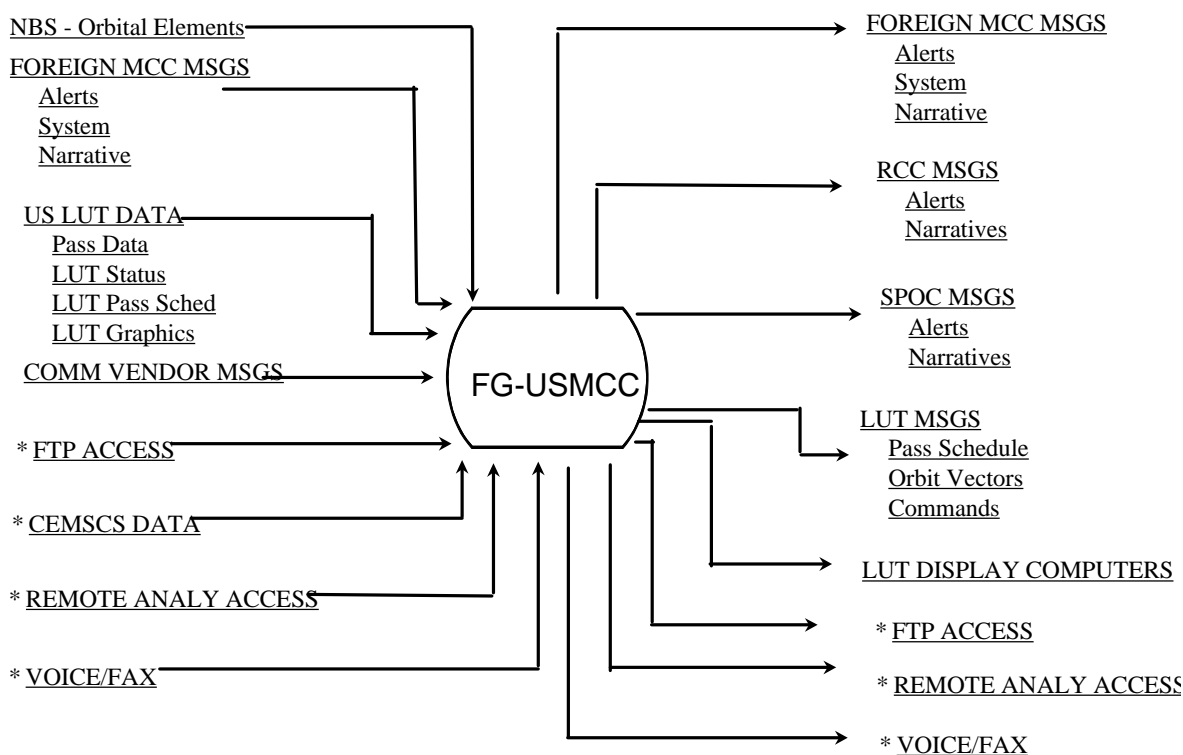 NBS - Orbital Elements
FOREIGN MCC MSGS
Alerts
System
Narrative
US LUT DATA
Pass Data
LUT Status
LUT Pass Sched
LUT Graphics
COMM VENDOR MSGS
* FTP ACCESS
* CEMSCS DATA
* REMOTE ANALY ACCESS
* VOICE/FAX
FG-USMCC
FOREIGN MCC MSGS
Alerts
System
Narrative
RCC MSGS
Alerts
Narratives
SPOC MSGS
Alerts
Narratives
LUT MSGS
Pass Schedule
Orbit Vectors
Commands
LUT DISPLAY COMPUTERS
* FTP ACCESS
* REMOTE ANALY ACCESS
* VOICE/FAX